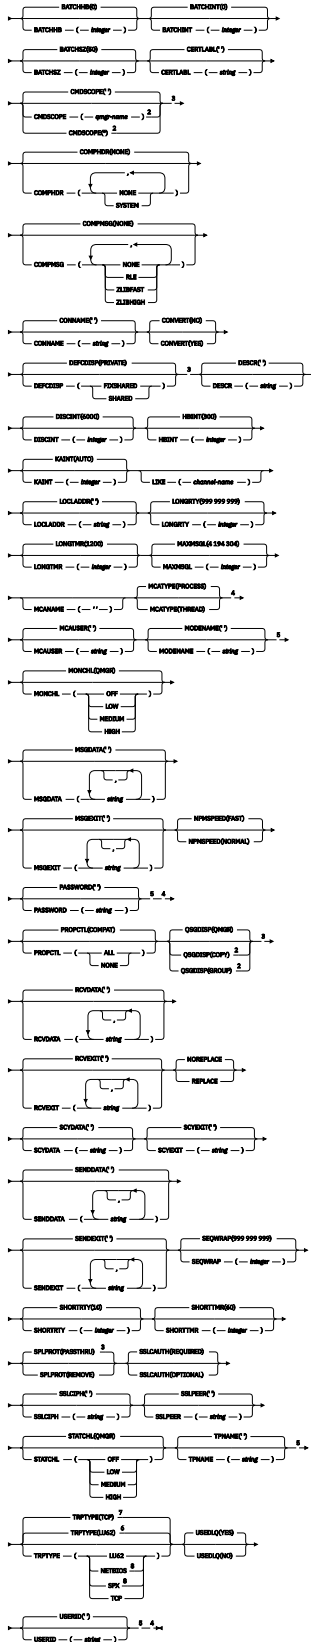 BATCHHB(0) BATCHINT(0)
BATCHHB ( integer ) BATCHINT ( integer )
BATCHSZ(50) CERTLABL(' ')
BATCHSZ ( integer ) CERTLABL ( string )
CMDSCOPE(' ') 3
CMDSCOPE ( qmgr-name ) 2
CMDSCOPE(*) 2
COMPHDR(NONE)
,
COMPHDR ( NONE )
SYSTEM
COMPMSG(NONE)
,
COMPMSG ( NONE )
RLE
ZLIBFAST
ZLIBHIGH
CONNAME(' ') CONVERT(NO)
CONNAME ( string ) CONVERT(YES)
DEFCDISP(PRIVATE) 3 DESCR(' ')
DEFCDISP ( FIXSHARED ) DESCR ( string )
SHARED
DISCINT(6000) HBINT(300)
DISCINT ( integer ) HBINT ( integer )
KAINT(AUTO)
KAINT ( integer ) LIKE ( channel-name )
LOCLADDR(' ') LONGRTY(999 999 999)
LOCLADDR ( string ) LONGRTY ( integer )
LONGTMR(1200) MAXMSGL(4 194 304)
LONGTMR ( integer ) MAXMSGL ( integer )
MCATYPE(PROCESS) 4
MCANAME ( ' ' ) MCATYPE(THREAD)
MCAUSER(' ') MODENAME(' ') 5
MCAUSER ( string ) MODENAME ( string )
MONCHL(QMGR)
MONCHL ( OFF )
LOW
MEDIUM
HIGH
MSGDATA(' ')
,
MSGDATA ( string )
MSGEXIT(' ') NPMSPEED(FAST)
, NPMSPEED(NORMAL)
MSGEXIT ( string )
PASSWORD(' ') 5 4
PASSWORD ( string )
PROPCTL(COMPAT) QSGDISP(QMGR) 3
PROPCTL ( ALL ) QSGDISP(COPY) 2
NONE QSGDISP(GROUP) 2
RCVDATA(' ')
,
RCVDATA ( string )
RCVEXIT(' ') NOREPLACE
, REPLACE
RCVEXIT ( string )
SCYDATA(' ') SCYEXIT(' ')
SCYDATA ( string ) SCYEXIT ( string )
SENDDATA(' ')
,
SENDDATA ( string )
SENDEXIT(' ') SEQWRAP(999 999 999)
, SEQWRAP ( integer )
SENDEXIT ( string )
SHORTRTY(10) SHORTTMR(60)
SHORTRTY ( integer ) SHORTTMR ( integer )
SPLPROT(PASSTHRU) 3 SSLCAUTH(REQUIRED)
SPLPROT(REMOVE) SSLCAUTH(OPTIONAL)
SSLCIPH(' ') SSLPEER(' ')
SSLCIPH ( string ) SSLPEER ( string )
STATCHL(QMGR) TPNAME(' ') 5
STATCHL ( OFF ) TPNAME ( string )
LOW
MEDIUM
HIGH
TRPTYPE(TCP) 7
TRPTYPE(LU62) 6 USEDLQ(YES)
TRPTYPE ( LU62 ) USEDLQ(NO)
NETBIOS 8
SPX 8
TCP
USERID(' ') 5 4
USERID ( string )